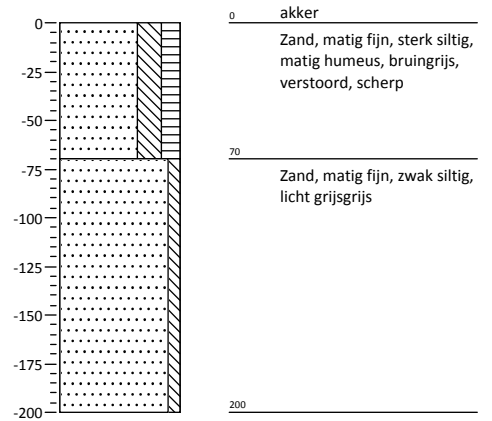 0
-25
-50
-75
-100
-125
-150
-175
-200
0 akker
Zand, matig fijn, sterk siltig,
matig humeus, bruingrijs,
verstoord, scherp
70
Zand, matig fijn, zwak siltig,
licht grijsgrijs
200